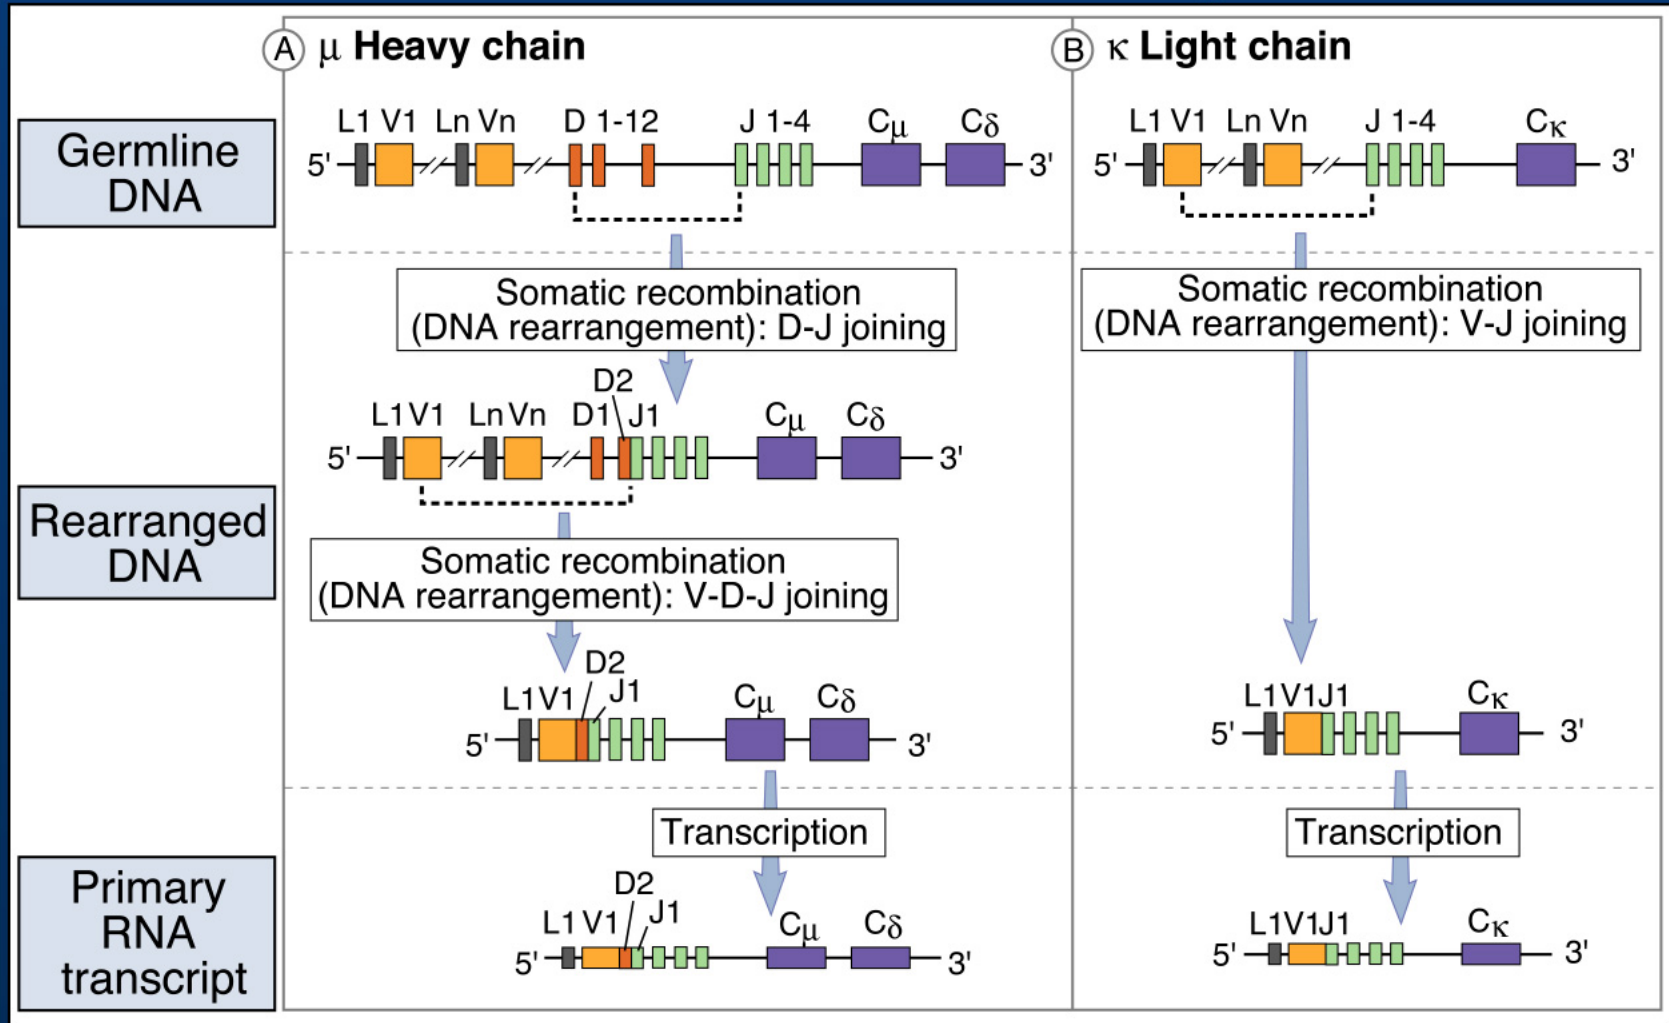 A μ Heavy chain
B κ Light chain
Germline
DNA
L1 V1 Ln Vn D 1-12 J 1-4 Cμ Cδ
5' 3'
L1 V1 Ln Vn J 1-4 Cκ
5' 3'
Somatic recombination
(DNA rearrangement): D-J joining
Somatic recombination
(DNA rearrangement): V-J joining
Rearranged
DNA
D2
L1 V1 Ln Vn D1 J1 Cμ Cδ
5' 3'
Somatic recombination
(DNA rearrangement): V-D-J joining
D2
L1 V1 J1 Cμ Cδ
5' 3'
L1 V1 J1 Cκ
5' 3'
Transcription
Transcription
Primary
RNA
transcript
D2
L1 V1 J1 Cμ Cδ
5' 3'
L1 V1 J1 Cκ
5' 3'